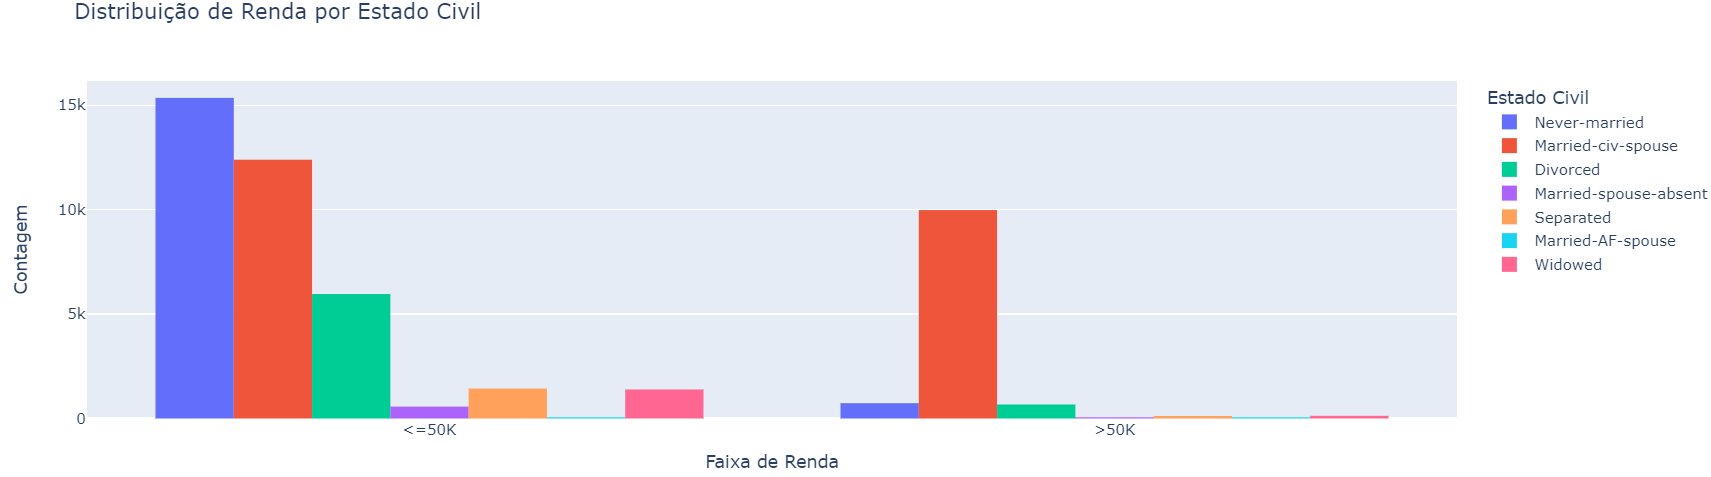 Distribuição de Renda por Estado Civil
15k
10k
5k
0
Contagem
<=50K
>50K
Faixa de Renda
Estado Civil
Never-married
Married-civ-spouse
Divorced
Married-spouse-absent
Separated
Married-AF-spouse
Widowed